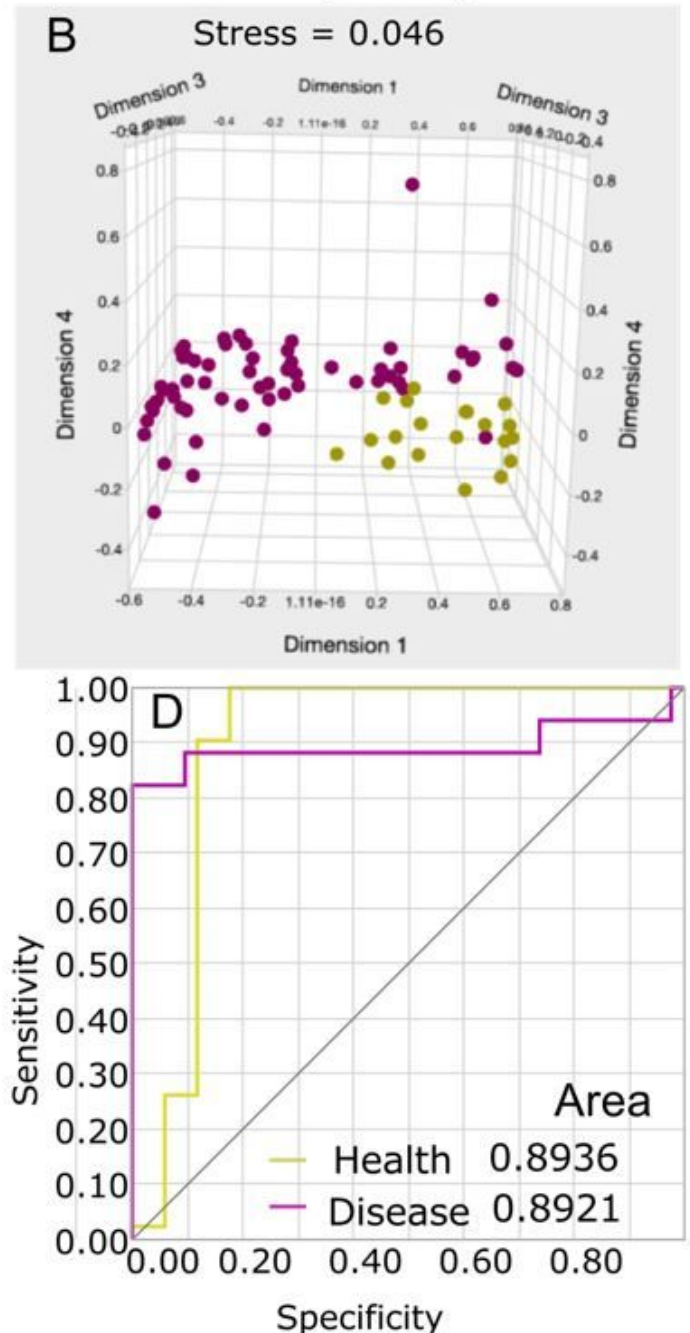 B
Stress = 0.046
Dimension 3
Dimension 1
Dimension 3
-0.4 -0.2 1.11e-16 0.2 0.4 0.6
0.8 0.8
0.6 0.6
0.4 0.4
0.2 0.2
0 0
-0.2 -0.2
-0.4 -0.4
Dimension 4
Dimension 4
-0.6 -0.4 -0.2 1.11e-16 0.2 0.4 0.6 0.8
Dimension 1
D
1.00
0.90
0.80
0.70
0.60
0.50
0.40
0.30
0.20
0.10
0.00
Sensitivity
Area
Health 0.8936
Disease 0.8921
0.00 0.20 0.40 0.60 0.80
Specificity